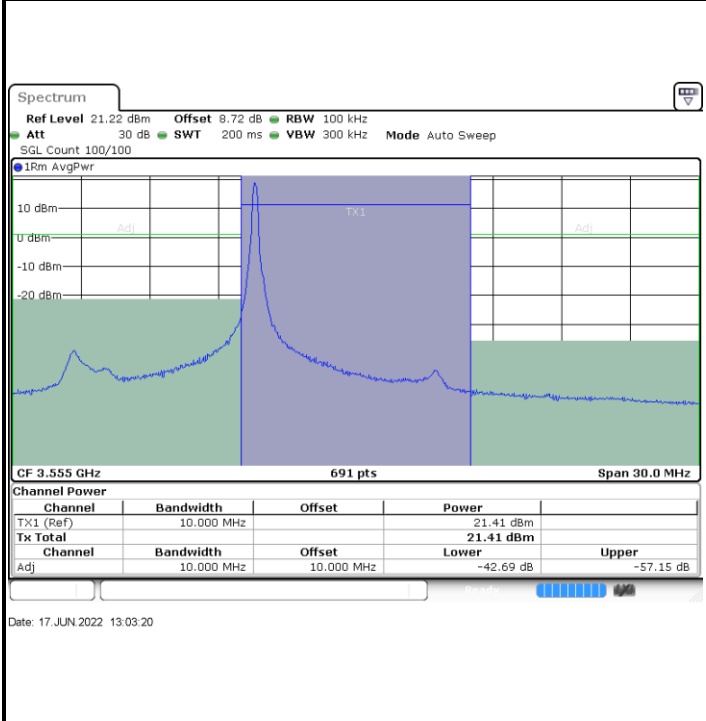 Spectrum
Ref Level 21.22 dBm Offset 8.72 dB RBW 100 kHz
Att 30 dB SWT 200 ms VBW 300 kHz Mode Auto Sweep
SGL Count 100/100
1Rm AvgPwr
10 dBm
TX1
Adj Adj
0 dBm
-10 dBm
-20 dBm
CF 3.555 GHz 691 pts Span 30.0 MHz
Channel Power
Channel Bandwidth Offset Power
TX1 (Ref) 10.000 MHz 21.41 dBm
Tx Total 21.41 dBm
Channel Bandwidth Offset Lower Upper
Adj 10.000 MHz 10.000 MHz -42.69 dB -57.15 dB
Ready
Date: 17.JUN.2022 13:03:20